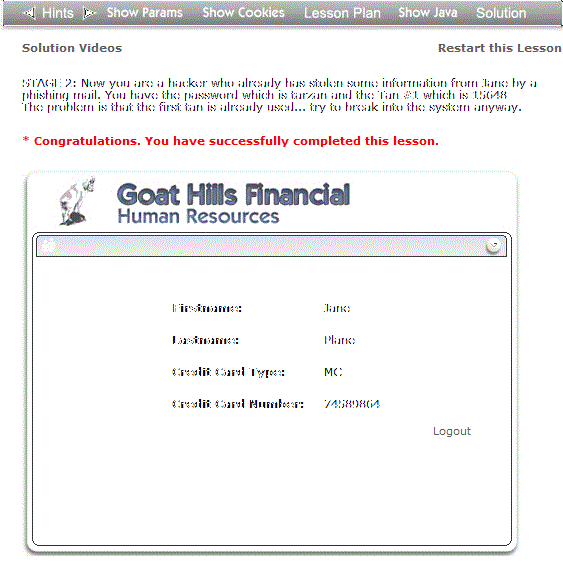 Hints Show Params Show Cookies Lesson Plan Show Java Solution
Solution Videos Restart this Lesson
STAGE 2: Now you are a hacker who already has stolen some information from Jane by a
phishing mail. You have the password which is tarzan and the Tan #1 which is 15648
The problem is that the first tan is already used... try to break into the system anyway.
* Congratulations. You have successfully completed this lesson.
Goat Hills Financial
Human Resources
Firstname: Jane
Lastname: Plane
Credit Card Type: MC
Credit Card Number: 74589864
Logout